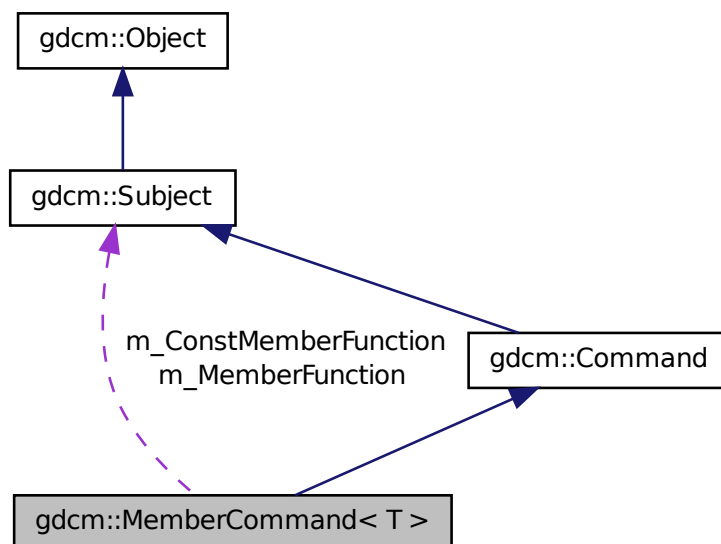 gdcm::Object
gdcm::Subject
m_ConstMemberFunction
m_MemberFunction
gdcm::Command
gdcm::MemberCommand< T >